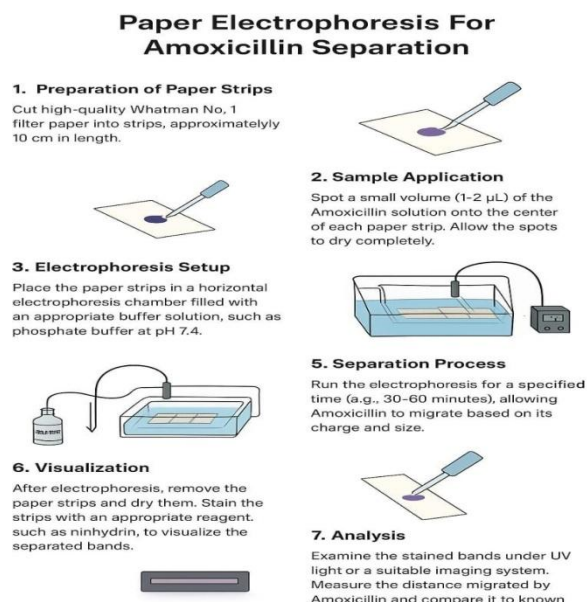 Paper Electrophoresis For
Amoxicillin Separation
1. Preparation of Paper Strips
Cut high-quality Whatman No, 1
filter paper into strips, approximatelyly
10 cm in length.
2. Sample Application
Spot a small volume (1-2 µL) of the
Amoxicillin solution onto the center
of each paper strip. Allow the spots
to dry completely.
3. Electrophoresis Setup
Place the paper strips in a horizontal
electrophoresis chamber filled with
an appropriate buffer solution, such as
phosphate buffer at pH 7.4.
5. Separation Process
Run the electrophoresis for a specified
time (a.g., 30-60 minutes), allowing
Amoxicillin to migrate based on its
charge and size.
6. Visualization
After electrophoresis, remove the
paper strips and dry them. Stain the
strips with an appropriate reagent.
such as ninhydrin, to visualize the
separated bands.
7. Analysis
Examine the stained bands under UV
light or a suitable imaging system.
Measure the distance migrated by
Amoxicillin and compare it to known